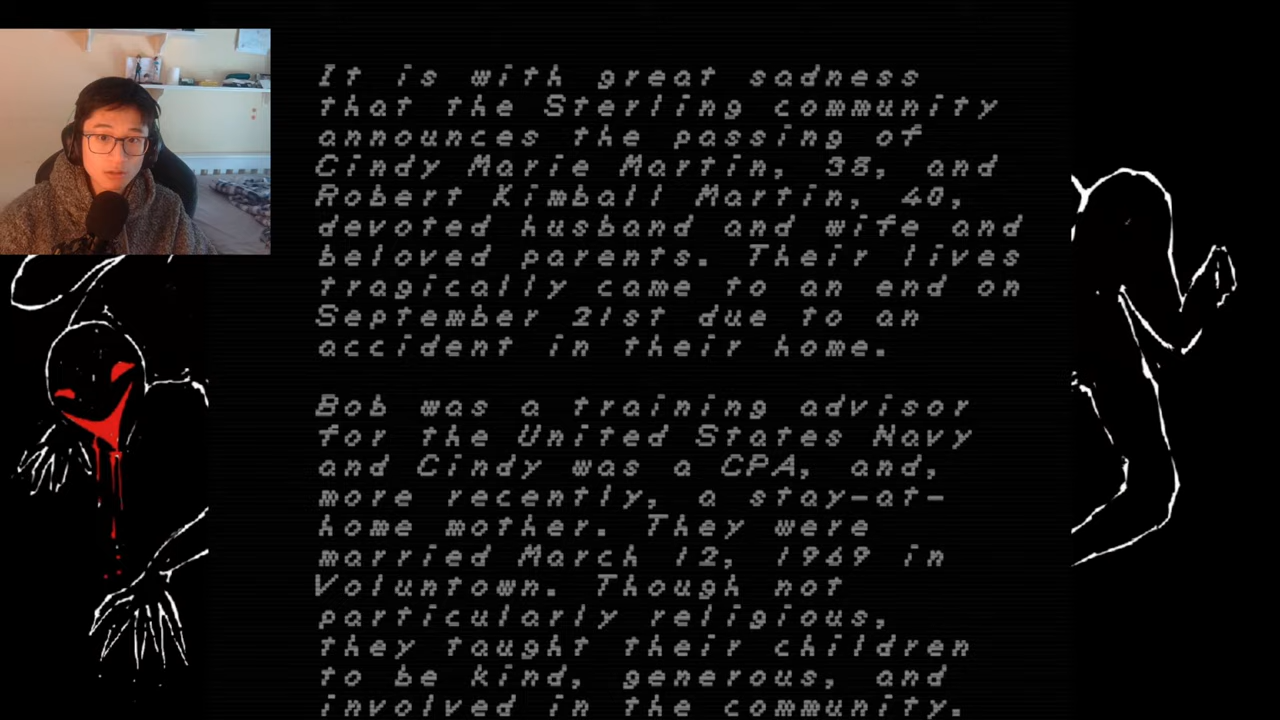 It is with great sadness
that the Sterling community
announces the passing of
Cindy Marie Martin, 38, and
Robert Kimball Martin, 40,
devoted husband and wife and
beloved parents. Their lives
tragically came to an end on
September 21st due to an
accident in their home.
Bob was a training advisor
for the United States Navy
and Cindy was a CPA, and,
more recently, a stay-at-
home mother. They were
married March 12, 1969 in
Voluntown. Though not
particularly religious,
they taught their children
to be kind, generous, and
involved in the community.